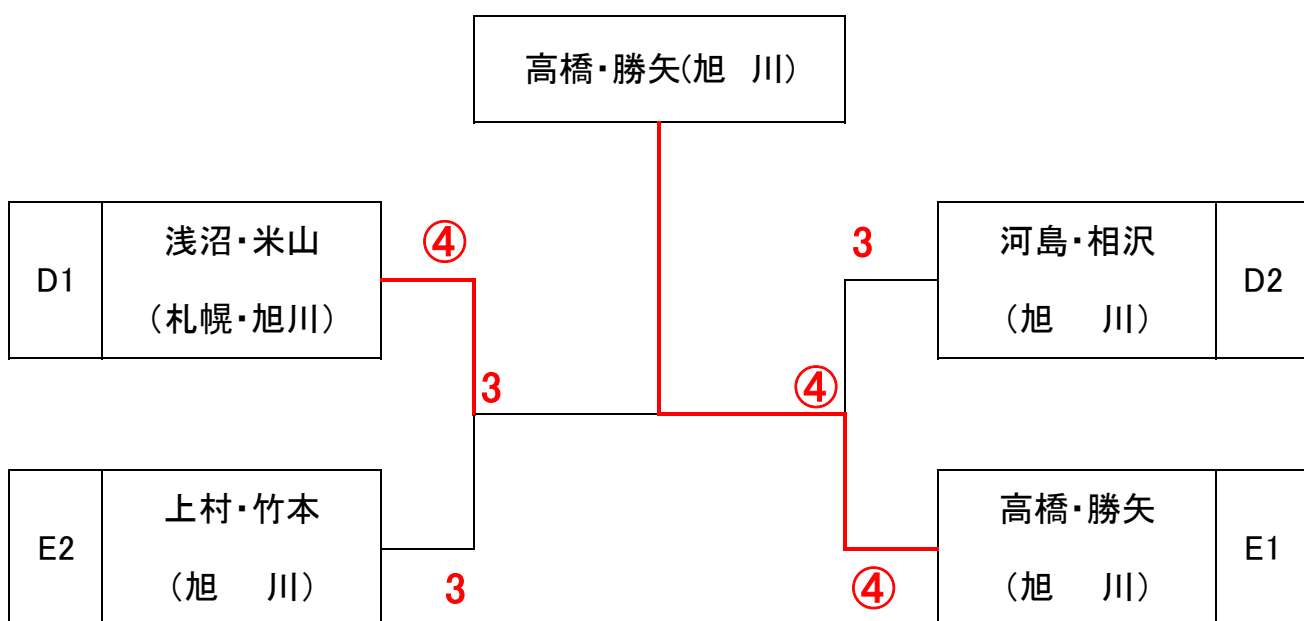 高橋・勝矢(旭 川)
D1
浅沼・米山
(札幌・旭川)
④
3
河島・相沢
(旭 川)
D2
3
④
E2
上村・竹本
(旭 川)
3
④
高橋・勝矢
(旭 川)
E1